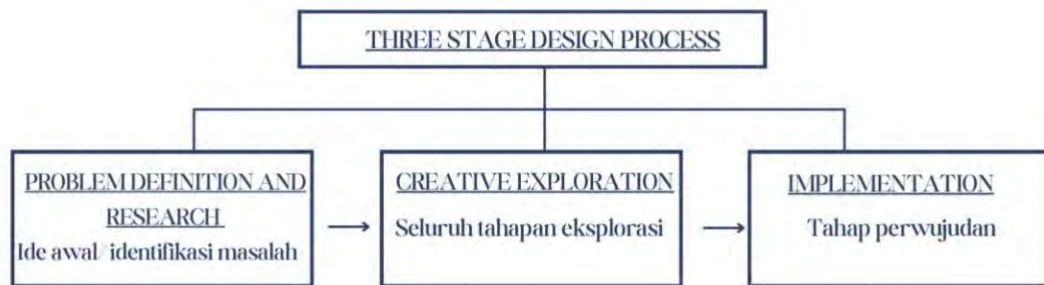 THREE STAGE DESIGN PROCESS
PROBLEM DEFINITION AND
RESEARCH
Ide awal/ identifikasi masalah
CREATIVE EXPLORATION
Seluruh tahapan eksplorasi
IMPLEMENTATION
Tahap perwujudan